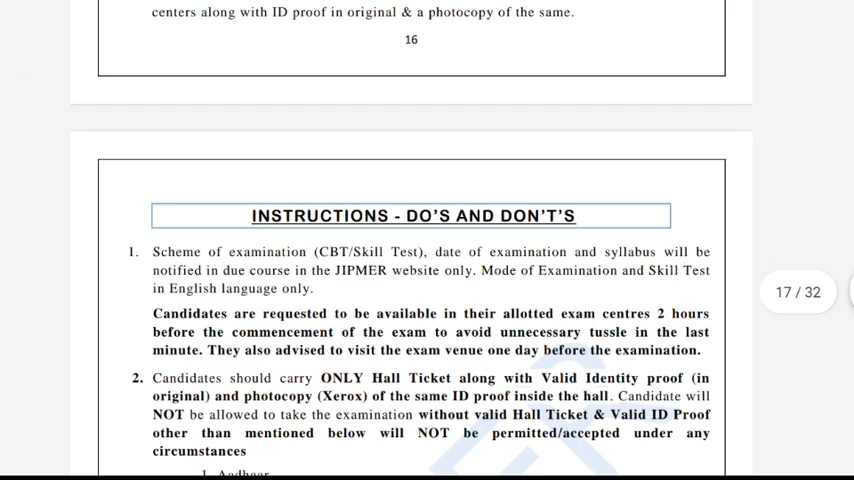 centers along with ID proof in original & a photocopy of the same.
16
INSTRUCTIONS - DO'S AND DON'T'S
1. Scheme of examination (CBT/Skill Test), date of examination and syllabus will be
notified in due course in the JIPMER website only. Mode of Examination and Skill Test
in English language only.
Candidates are requested to be available in their allotted exam centres 2 hours
before the commencement of the exam to avoid unnecessary tussle in the last
minute. They also advised to visit the exam venue one day before the examination.
17 / 32
2. Candidates should carry ONLY Hall Ticket along with Valid Identity proof (in
original) and photocopy (Xerox) of the same ID proof inside the hall. Candidate will
NOT be allowed to take the examination without valid Hall Ticket & Valid ID Proof
other than mentioned below will NOT be permitted/accepted under any
circumstances
1. Aadhaar